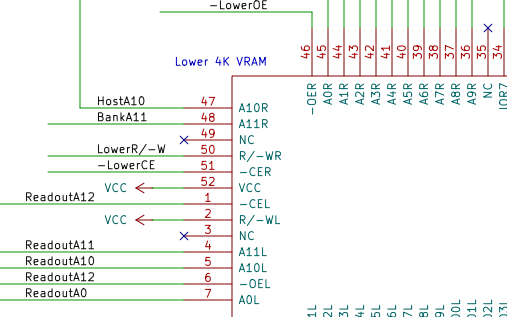 -LowerOE
46 45 44 43 42 41 40 39 38 37 36 35 34
Lower 4K VRAM
-OER A0R A1R A2R A3R A4R A5R A6R A7R A8R A9R NC
HostA10 47 A10R
BankA11 48 A11R
49 NC
LowerR/-W 50 R/-WR
-LowerCE 51 -CER
VCC 52 VCC
ReadoutA12 1 -CEL
VCC 2 R/-WL
3 NC
ReadoutA11 4 A11L
ReadoutA10 5 A10L
ReadoutA12 6 -OEL
ReadoutA0 7 A0L